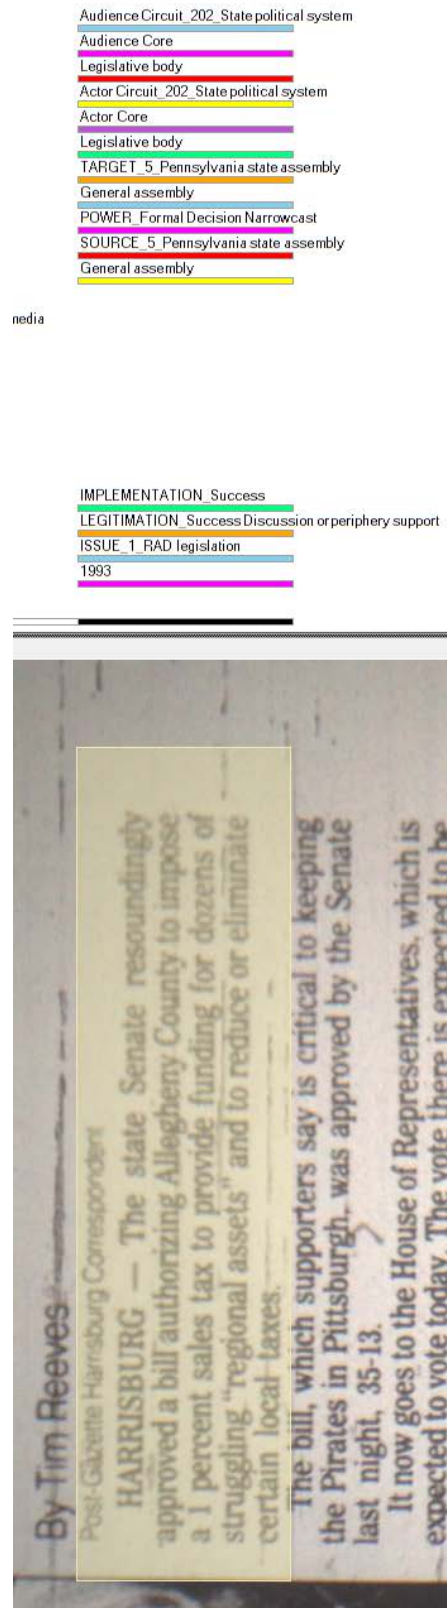 Audience Circuit_202_State political system
Audience Core
Legislative body
Actor Circuit_202_State political system
Actor Core
Legislative body
TARGET_5_Pennsylvania state assembly
General assembly
POWER_Formal Decision Narrowcast
SOURCE_5_Pennsylvania state assembly
General assembly
media
IMPLEMENTATION_Success
LEGITIMATION_Success Discussion or periphery support
ISSUE_1_RAD legislation
1993
By Tim Reeves
Post-Gazette Harrisburg Correspondent
HARRISBURG — The state Senate resoundingly
approved a bill authorizing Allegheny County to impose
a 1 percent sales tax to provide funding for dozens of
struggling "regional assets" and to reduce or eliminate
certain local taxes.
The bill, which supporters say is critical to keeping
the Pirates in Pittsburgh, was approved by the Senate
last night, 35-13.
It now goes to the House of Representatives, which is
expected to vote today. The vote there is expected to be